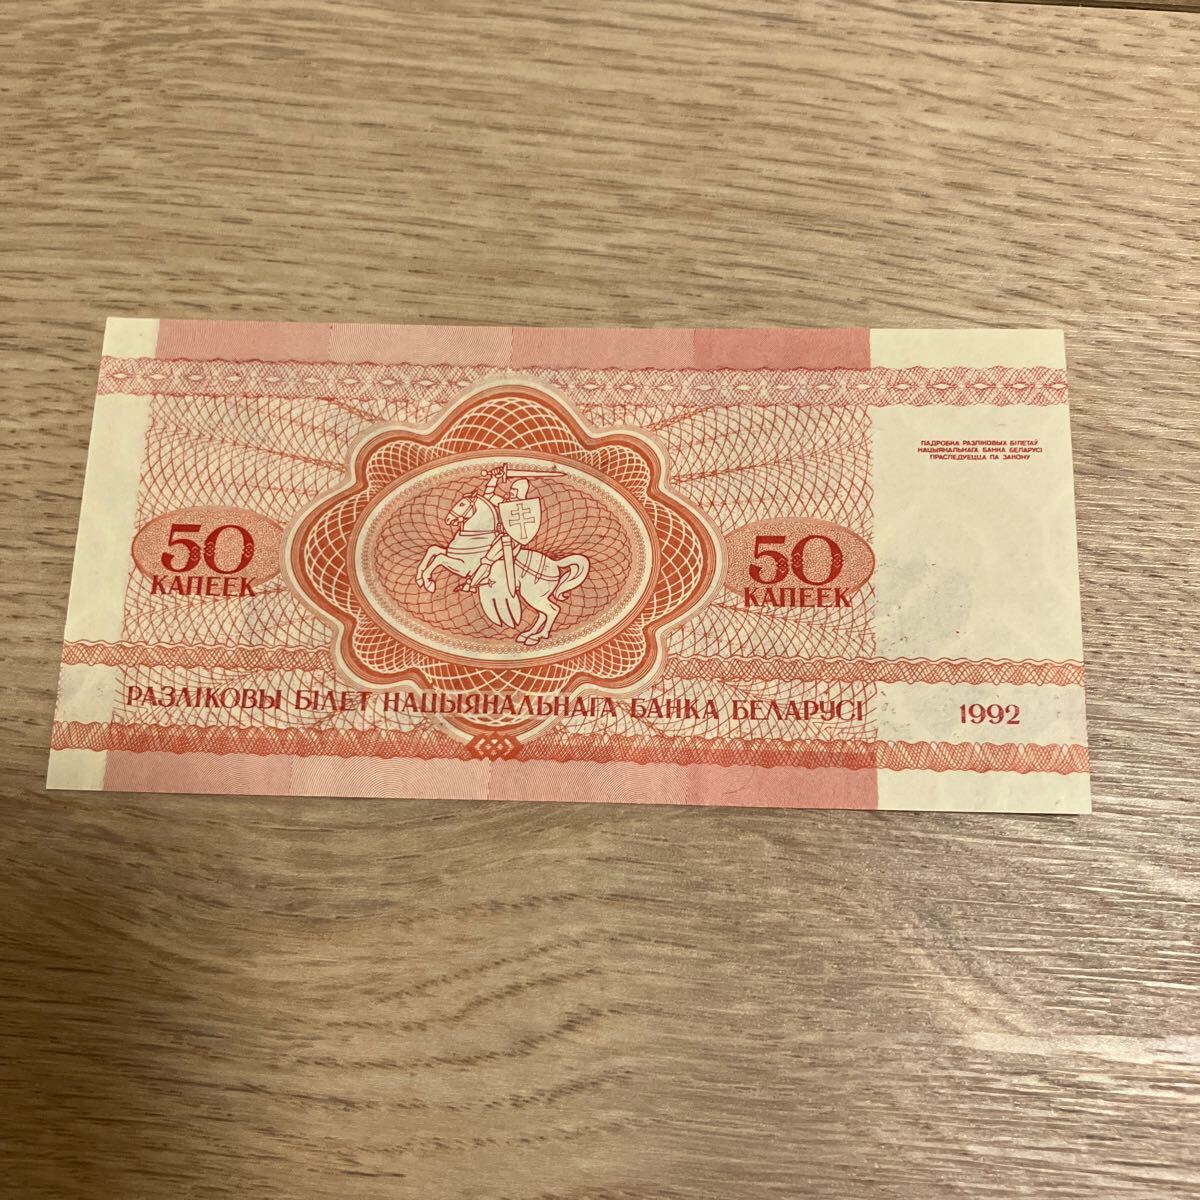 ПАДРОБКА РАЗЛІКОВЫХ БІЛЕТАЎ
НАЦЫЯНАЛЬНАГА БАНКА БЕЛАРУСІ
ПРАСЛЕДУЕЦЦА ПА ЗАКОНУ
50
КАПЕЕК
50
КАПЕЕК
РАЗЛІКОВЫ БІЛЕТ НАЦЫЯНАЛЬНАГА БАНКА БЕЛАРУСІ
1992